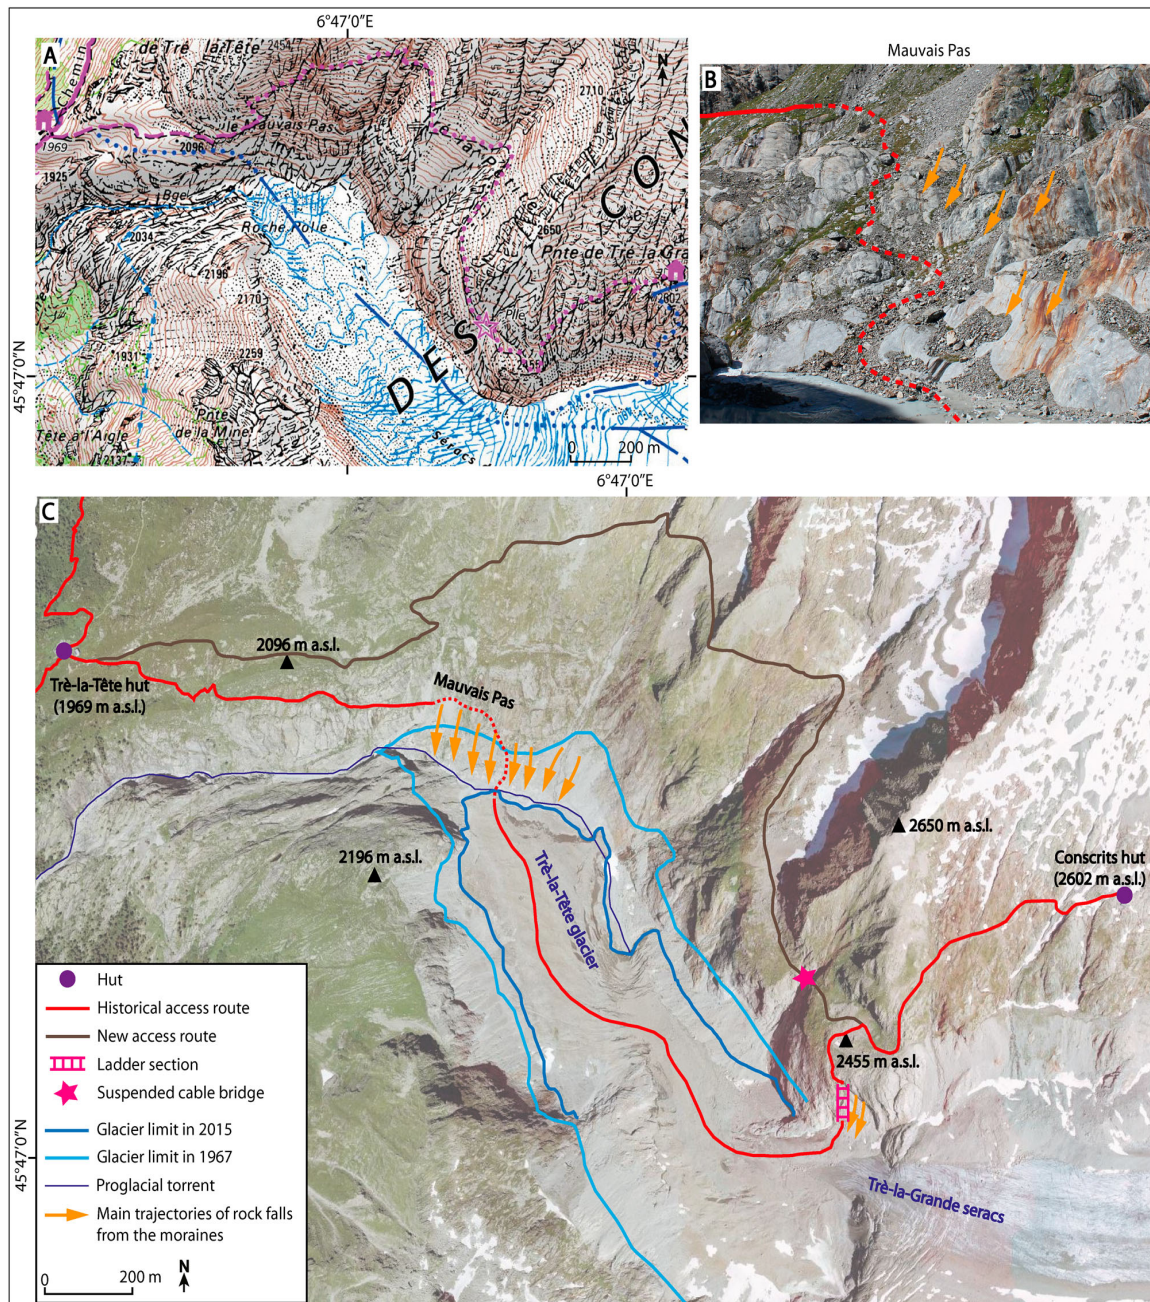 6°47'0"E
A
de Tré la Tête
2454
N
Chemin
2710
le Mauvais Pas
1969
2096
1925
Bge
2034
Roche Polie
2196
2650
Pnte de Tré la Gra
2602
2170
CON
Pile
1931
2259
DES
Pnte
de la Mine
Tête à l'Aigle
2137
séracs
0 200 m
45°47'0"N
Mauvais Pas
B
6°47'0"E
C
2096 m a.s.l.
Trè-la-Tête hut
(1969 m a.s.l.)
Mauvais Pas
2650 m a.s.l.
2196 m a.s.l.
Conscrits hut
(2602 m a.s.l.)
Trè-la-Tête glacier
2455 m a.s.l.
Trè-la-Grande seracs
45°47'0"N
Hut
Historical access route
New access route
Ladder section
Suspended cable bridge
Glacier limit in 2015
Glacier limit in 1967
Proglacial torrent
Main trajectories of rock falls
from the moraines
0 200 m
N